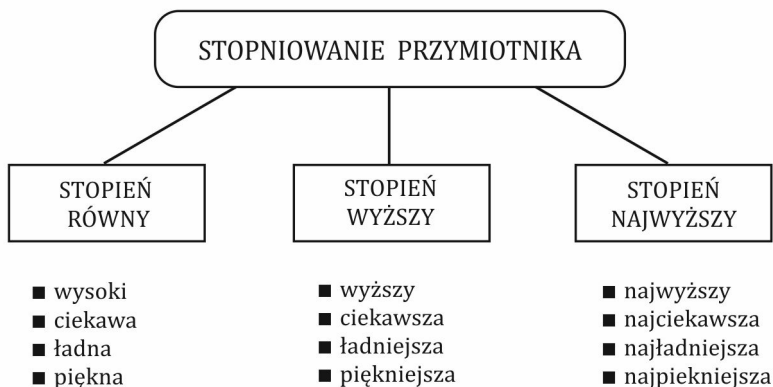 STOPNIOWANIE PRZYMIOTNIKA
STOPIEŃ
RÓWNY
■ wysoki
■ ciekawa
■ ładna
■ piękna
STOPIEŃ
WYŻSZY
■ wyższy
■ ciekawsza
■ ładniejsza
■ piękniejsza
STOPIEŃ
NAJWYŻSZY
■ najwyższy
■ najciekawsza
■ najładniejsza
■ najpiekniejsza